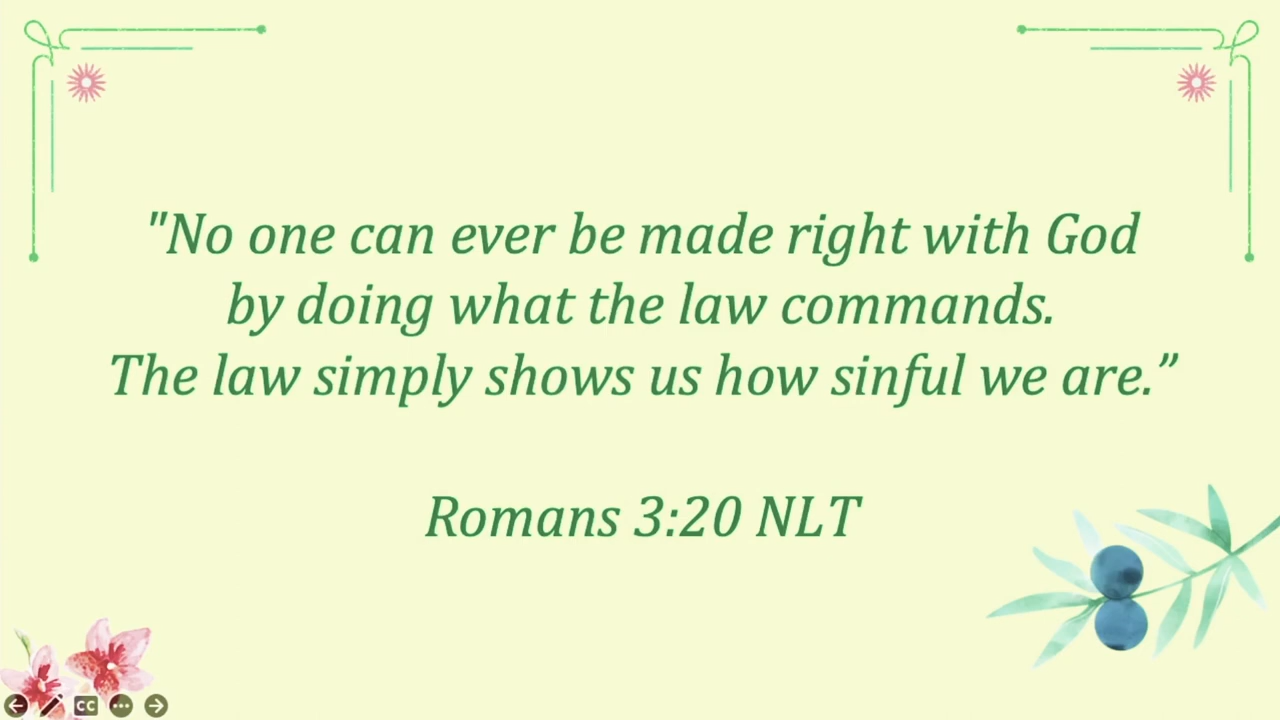 "No one can ever be made right with God
by doing what the law commands.
The law simply shows us how sinful we are.”
Romans 3:20 NLT
CC